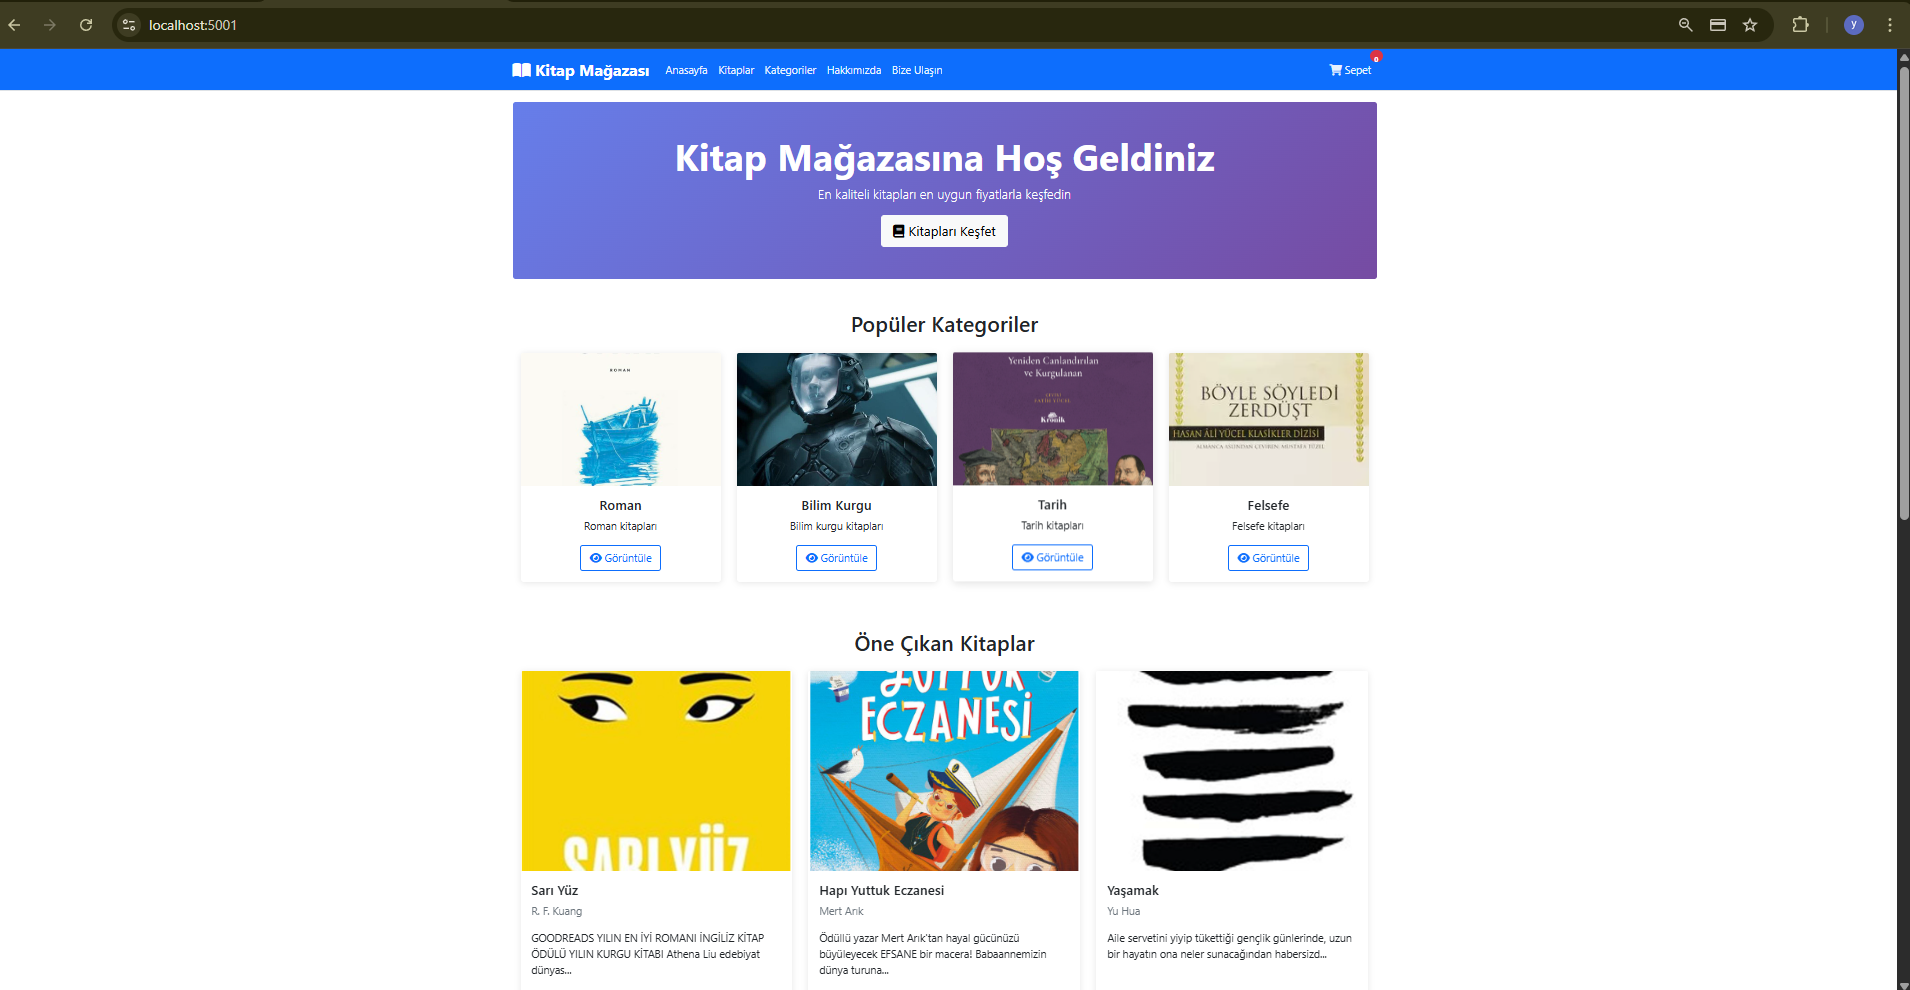 localhost:5001
y
Kitap Mağazası Anasayfa Kitaplar Kategoriler Hakkımızda Bize Ulaşın Sepet 0
Kitap Mağazasına Hoş Geldiniz
En kaliteli kitapları en uygun fiyatlarla keşfedin
Kitapları Keşfet
Popüler Kategoriler
ROMAN
Roman
Roman kitapları
Görüntüle
Bilim Kurgu
Bilim kurgu kitapları
Görüntüle
Yeniden Canlandırılan
ve Kurgulanan
Kronik
Tarih
Tarih kitapları
Görüntüle
BÖYLE SÖYLEDİ
ZERDÜŞT
HASAN ÂLİ YÜCEL KLASİKLER DİZİSİ
Felsefe
Felsefe kitapları
Görüntüle
Öne Çıkan Kitaplar
SARI YÜZ
Sarı Yüz
R. F. Kuang
GOODREADS YILIN EN İYİ ROMANI İNGİLİZ KİTAP
ÖDÜLÜ YILIN KURGU KİTABI Athena Liu edebiyat
dünyas...
YUTTUK
ECZANESİ
Hapı Yuttuk Eczanesi
Mert Arık
Ödüllü yazar Mert Arık'tan hayal gücünüzü
büyüleyecek EFSANE bir macera! Babaannemizin
dünya turuna...
Yaşamak
Yu Hua
Aile servetini yiyip tükettiği gençlik günlerinde, uzun
bir hayatın ona neler sunacağından habersizd...